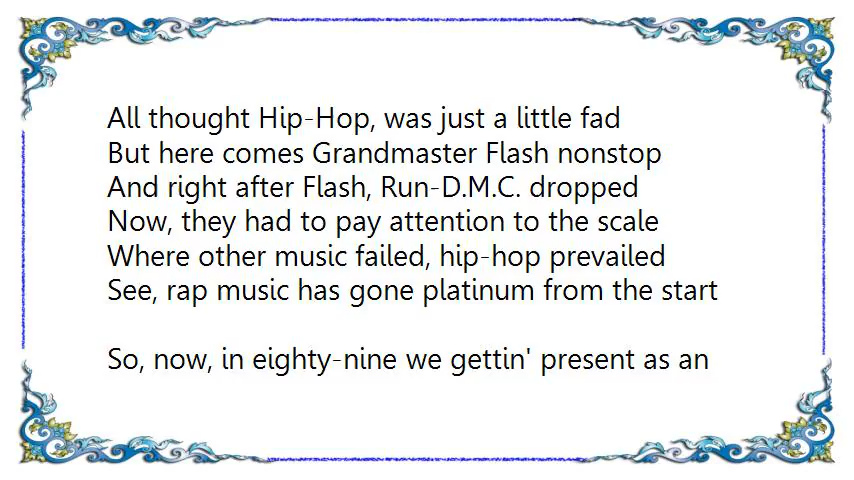 All thought Hip-Hop, was just a little fad
But here comes Grandmaster Flash nonstop
And right after Flash, Run-D.M.C. dropped
Now, they had to pay attention to the scale
Where other music failed, hip-hop prevailed
See, rap music has gone platinum from the start
So, now, in eighty-nine we gettin' present as an